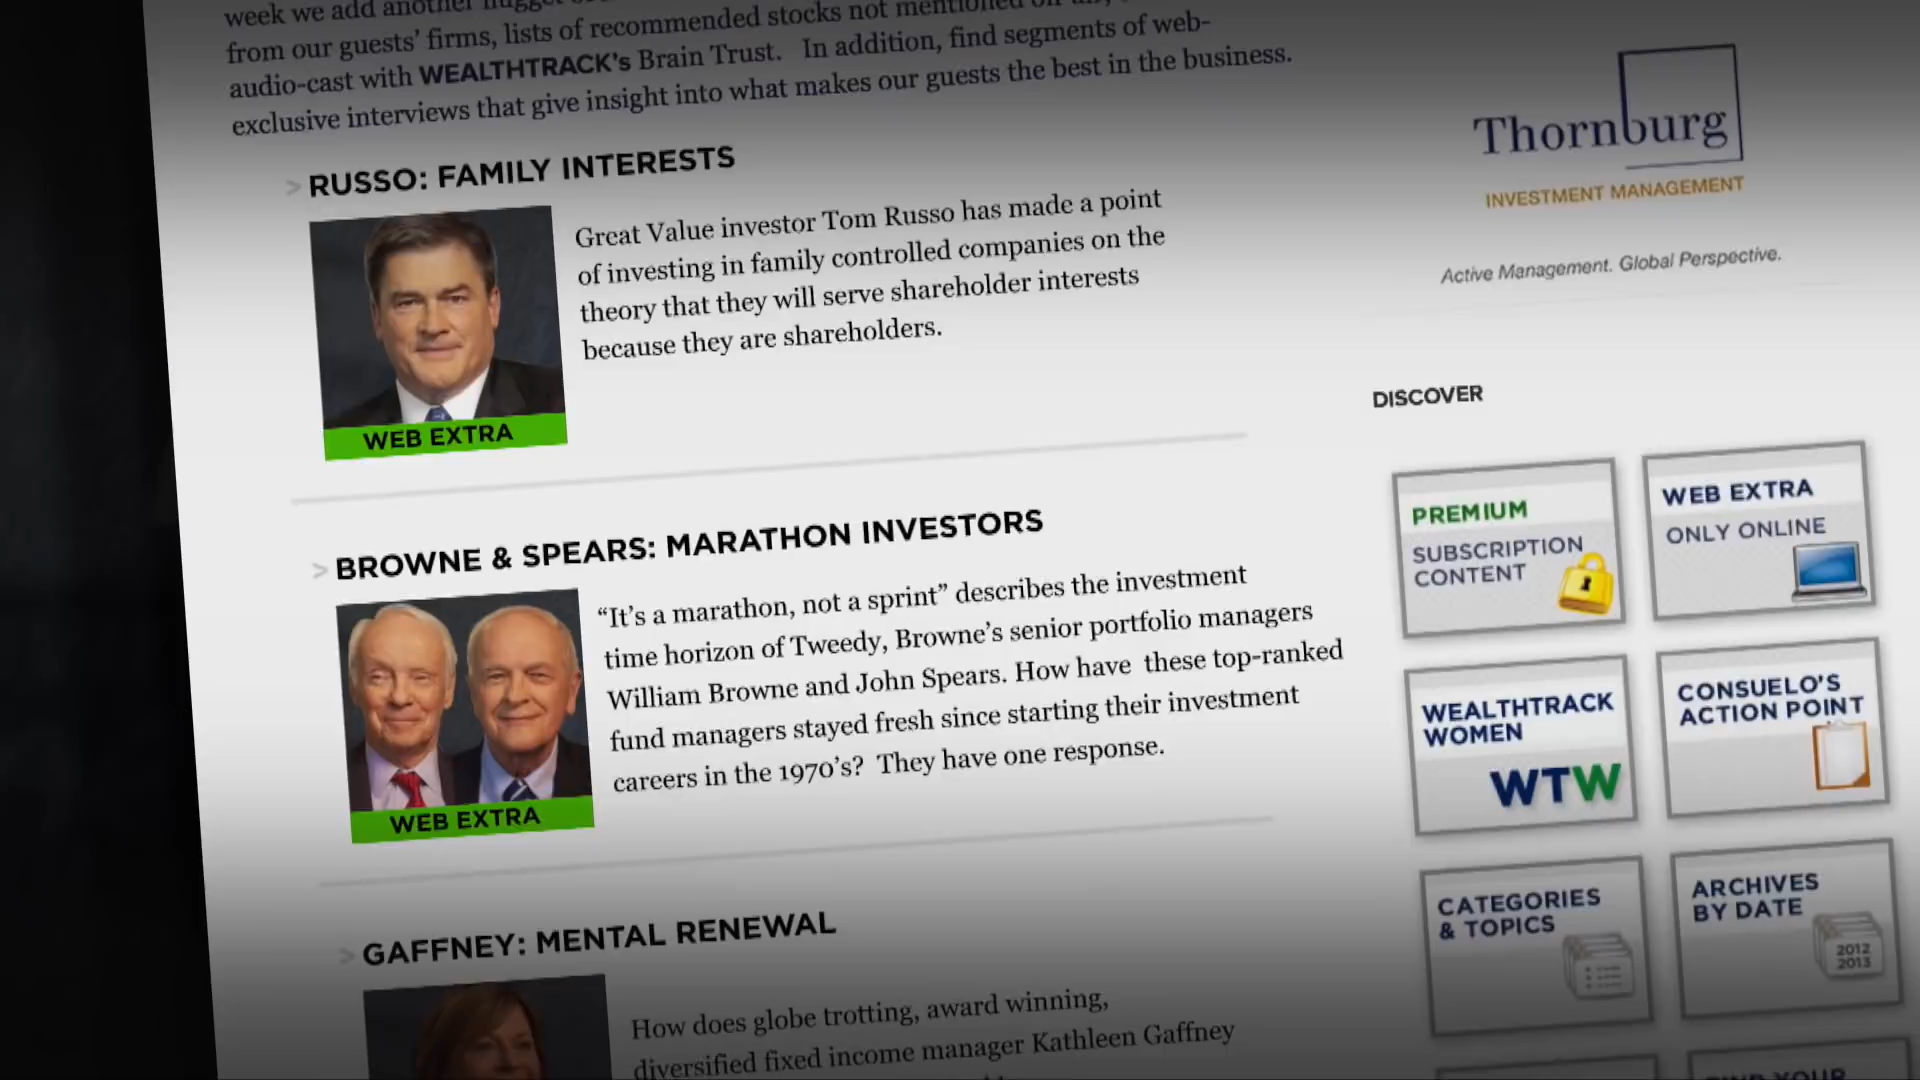 week we add another
from our guests' firms, lists of recommended stocks not mentioned
audio-cast with WEALTHTRACK's Brain Trust. In addition, find segments of web-
exclusive interviews that give insight into what makes our guests the best in the business.
> RUSSO: FAMILY INTERESTS
Great Value investor Tom Russo has made a point
of investing in family controlled companies on the
theory that they will serve shareholder interests
because they are shareholders.
WEB EXTRA
> BROWNE & SPEARS: MARATHON INVESTORS
“It's a marathon, not a sprint” describes the investment
time horizon of Tweedy, Browne's senior portfolio managers
William Browne and John Spears. How have these top-ranked
fund managers stayed fresh since starting their investment
careers in the 1970's? They have one response.
WEB EXTRA
> GAFFNEY: MENTAL RENEWAL
How does globe trotting, award winning,
diversified fixed income manager Kathleen Gaffney
Thornburg
INVESTMENT MANAGEMENT
Active Management. Global Perspective.
DISCOVER
PREMIUM
SUBSCRIPTION
CONTENT
WEB EXTRA
ONLY ONLINE
WEALTHTRACK
WOMEN
WTW
CONSUELO'S
ACTION POINT
CATEGORIES
& TOPICS
ARCHIVES
BY DATE
2012
2013
YOUR